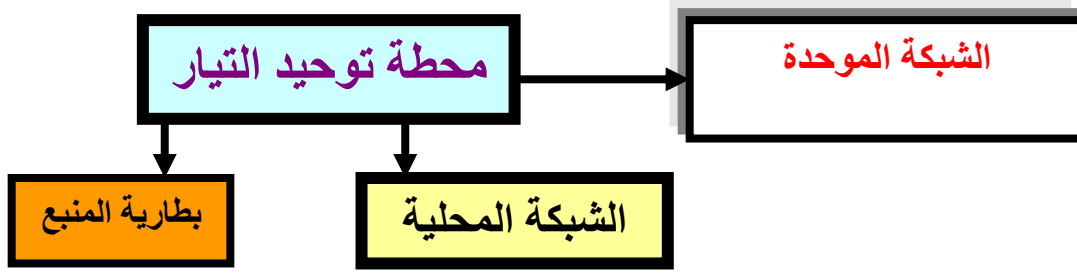 محطة توحيد التيار
الشبكة الموحدة
الشبكة المحلية
بطارية المنبع